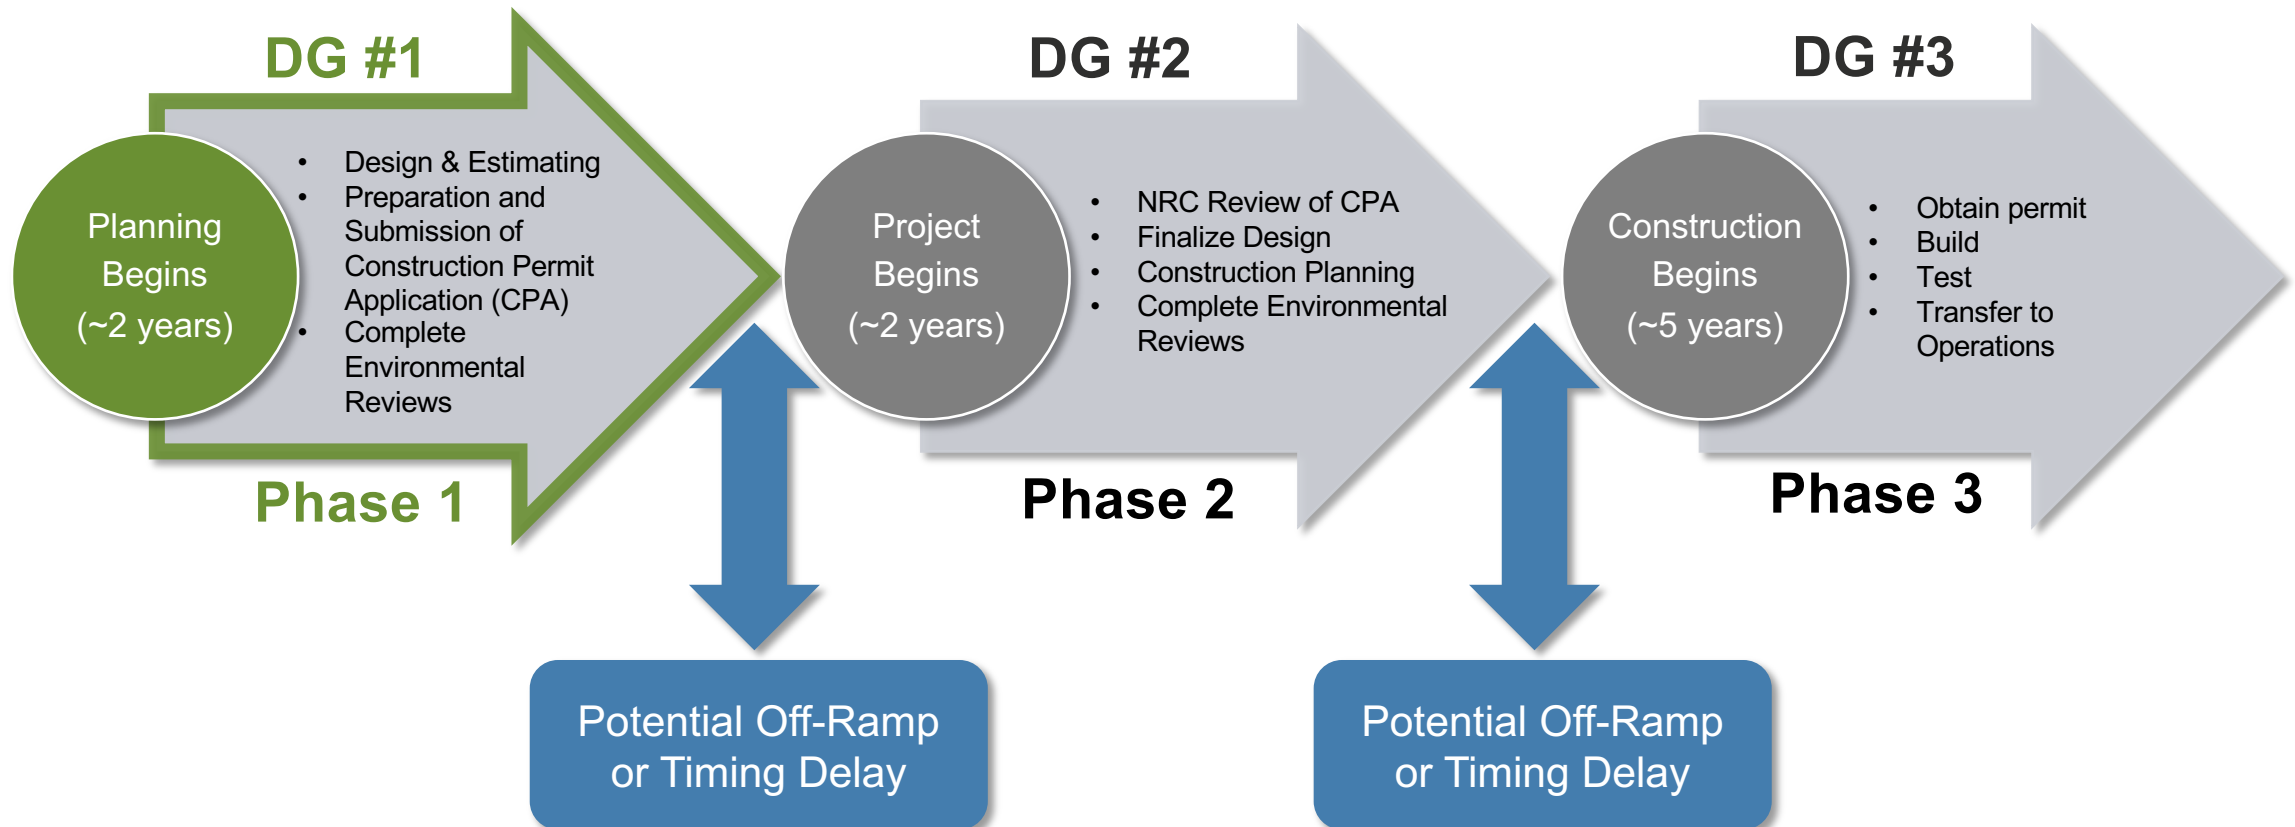 DG #1
Planning
Begins
(~2 years)
• Design & Estimating
• Preparation and
Submission of
Construction Permit
Application (CPA)
• Complete
Environmental
Reviews
Phase 1
DG #2
Project
Begins
(~2 years)
• NRC Review of CPA
• Finalize Design
• Construction Planning
• Complete Environmental
Reviews
Phase 2
DG #3
Construction
Begins
(~5 years)
• Obtain permit
• Build
• Test
• Transfer to
Operations
Phase 3
Potential Off-Ramp
or Timing Delay
Potential Off-Ramp
or Timing Delay